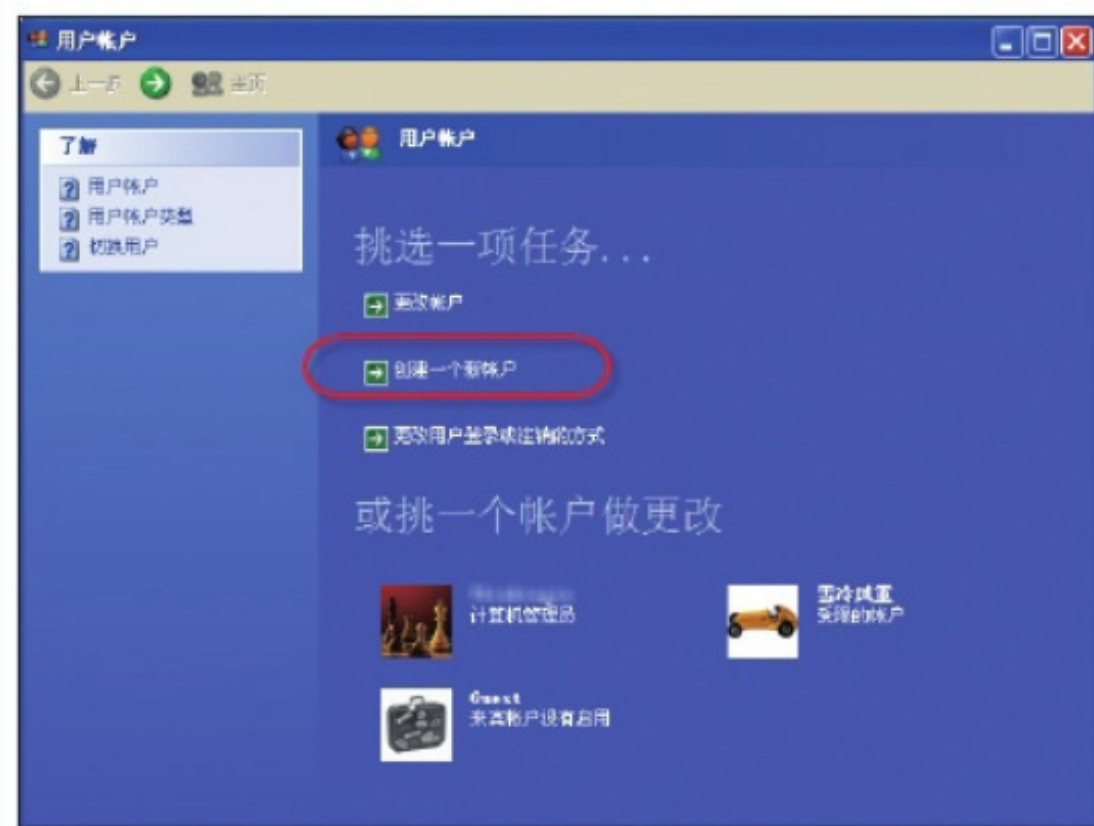 用户帐户
上一步
主页
了解
用户帐户
用户帐户类型
切换用户
用户帐户
挑选一项任务...
更改帐户
创建一个新帐户
更改用户登录或注销的方式
或挑一个帐户做更改
计算机管理员
受限的帐户
Guest
来宾帐户没有启用